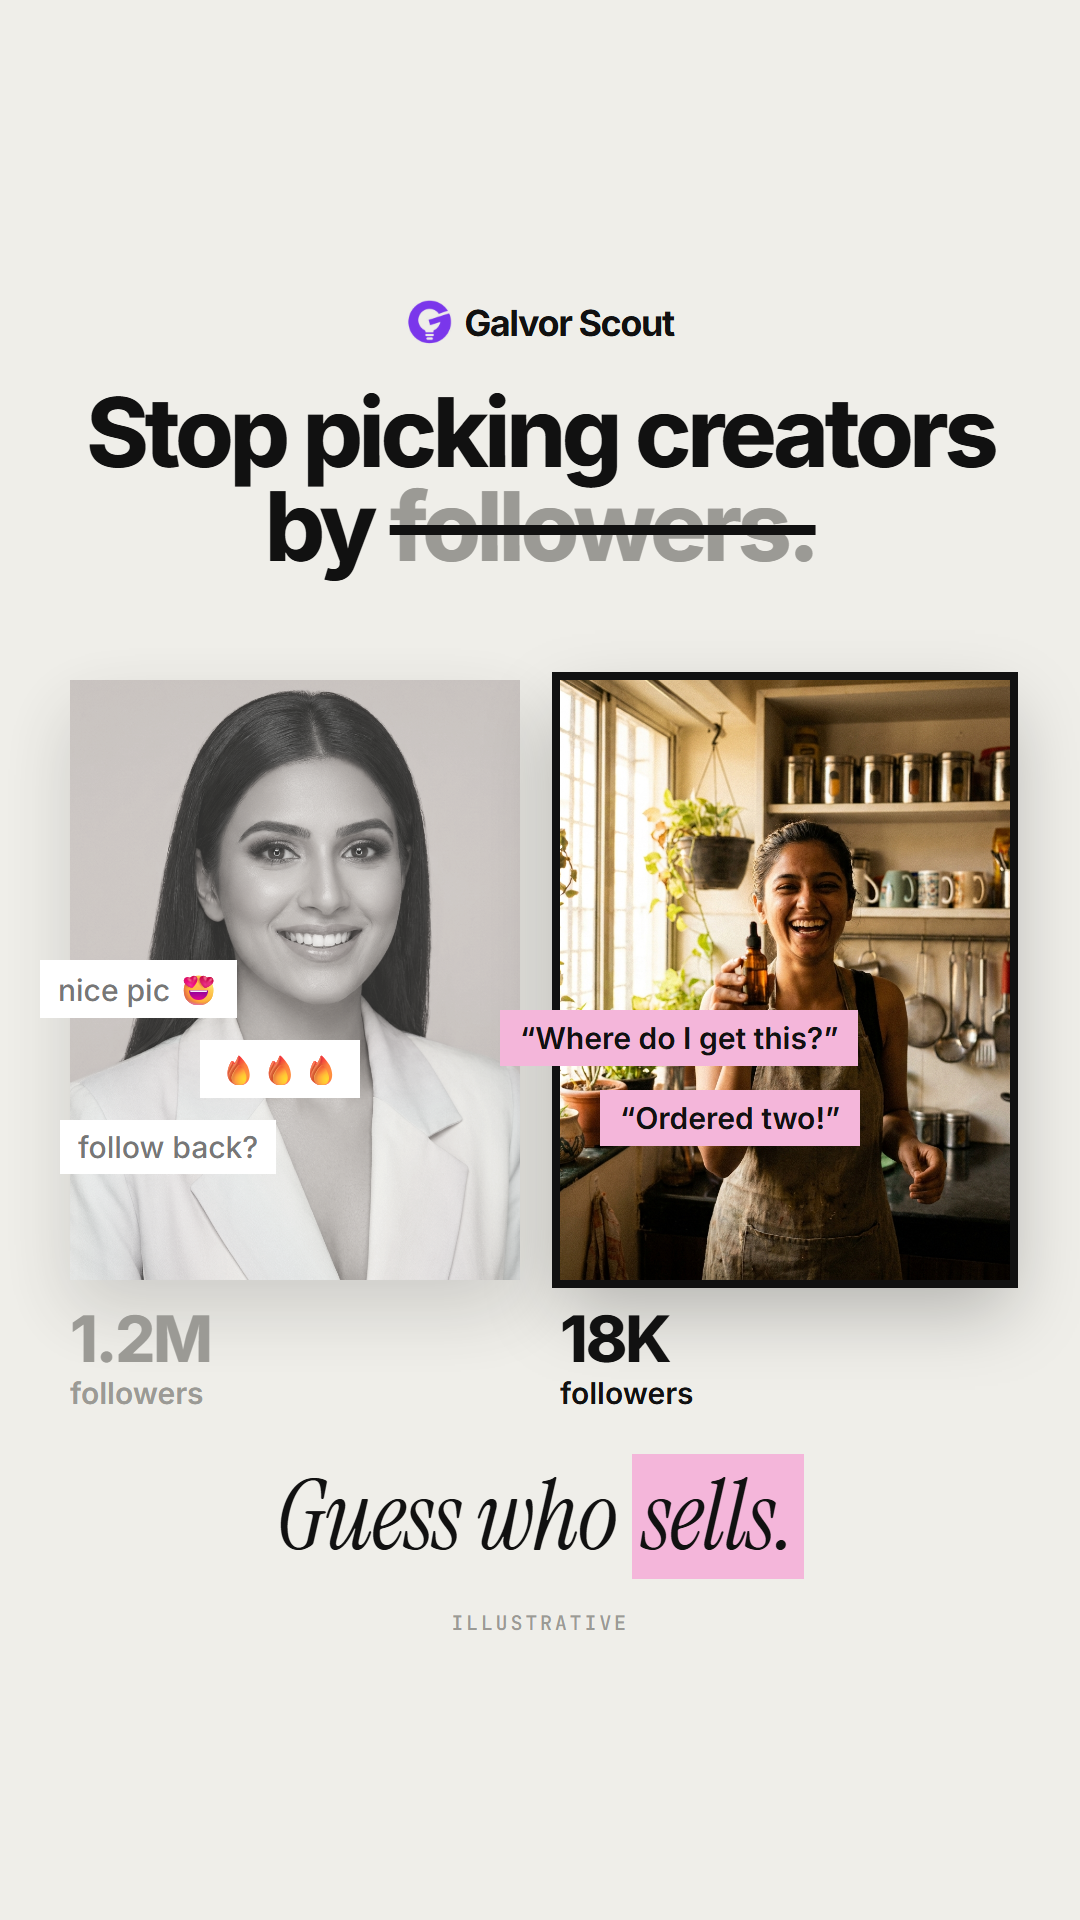 Galvor Scout
Stop picking creators
by followers.
nice pic 😍
🔥 🔥 🔥
follow back?
“Where do I get this?”
“Ordered two!”
1.2M
followers
18K
followers
Guess who sells.
ILLUSTRATIVE